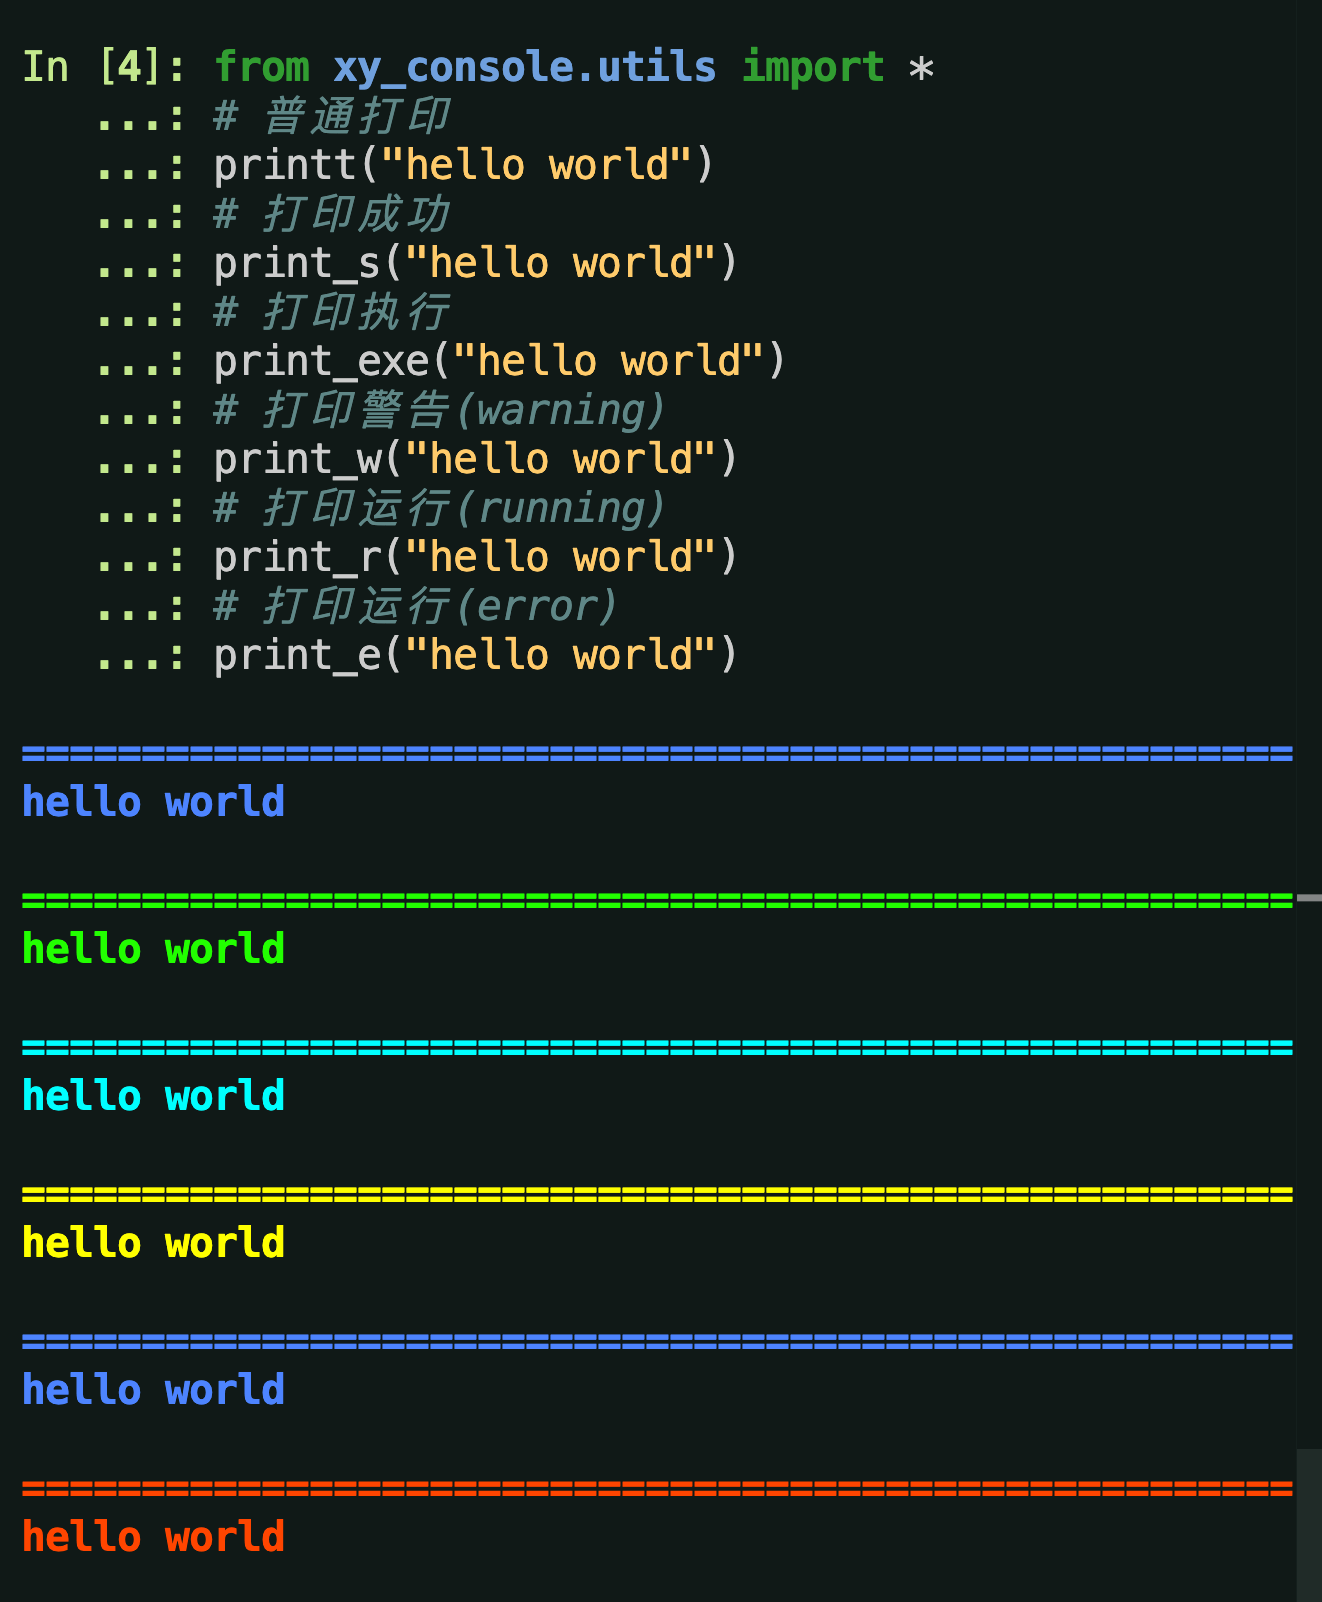 In [4]: from xy_console.utils import *
   ...: # 普通打印
   ...: printt("hello world")
   ...: # 打印成功
   ...: print_s("hello world")
   ...: # 打印执行
   ...: print_exe("hello world")
   ...: # 打印警告(warning)
   ...: print_w("hello world")
   ...: # 打印运行(running)
   ...: print_r("hello world")
   ...: # 打印运行(error)
   ...: print_e("hello world")
=====================================================
hello world
=====================================================
hello world
=====================================================
hello world
=====================================================
hello world
=====================================================
hello world
=====================================================
hello world